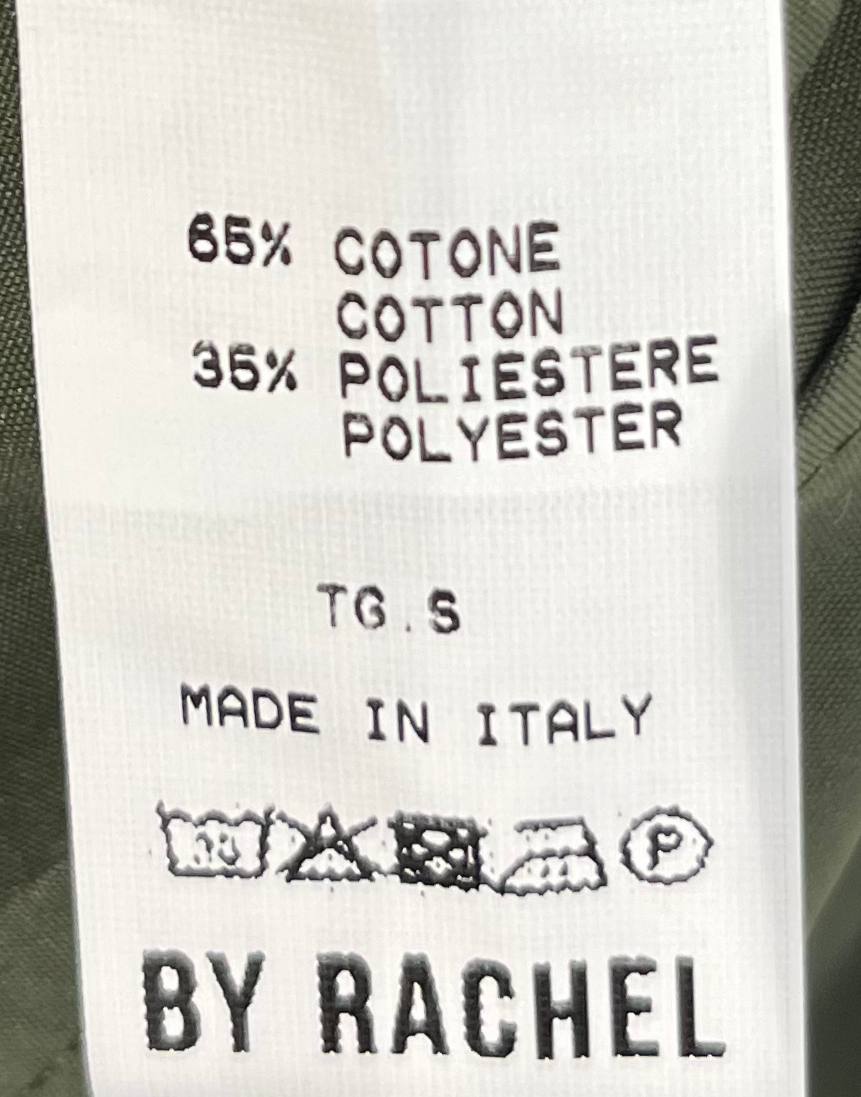 65% COTONE
COTTON
35% POLIESTERE
POLYESTER
TG.S
MADE IN ITALY
P
BY RACHEL